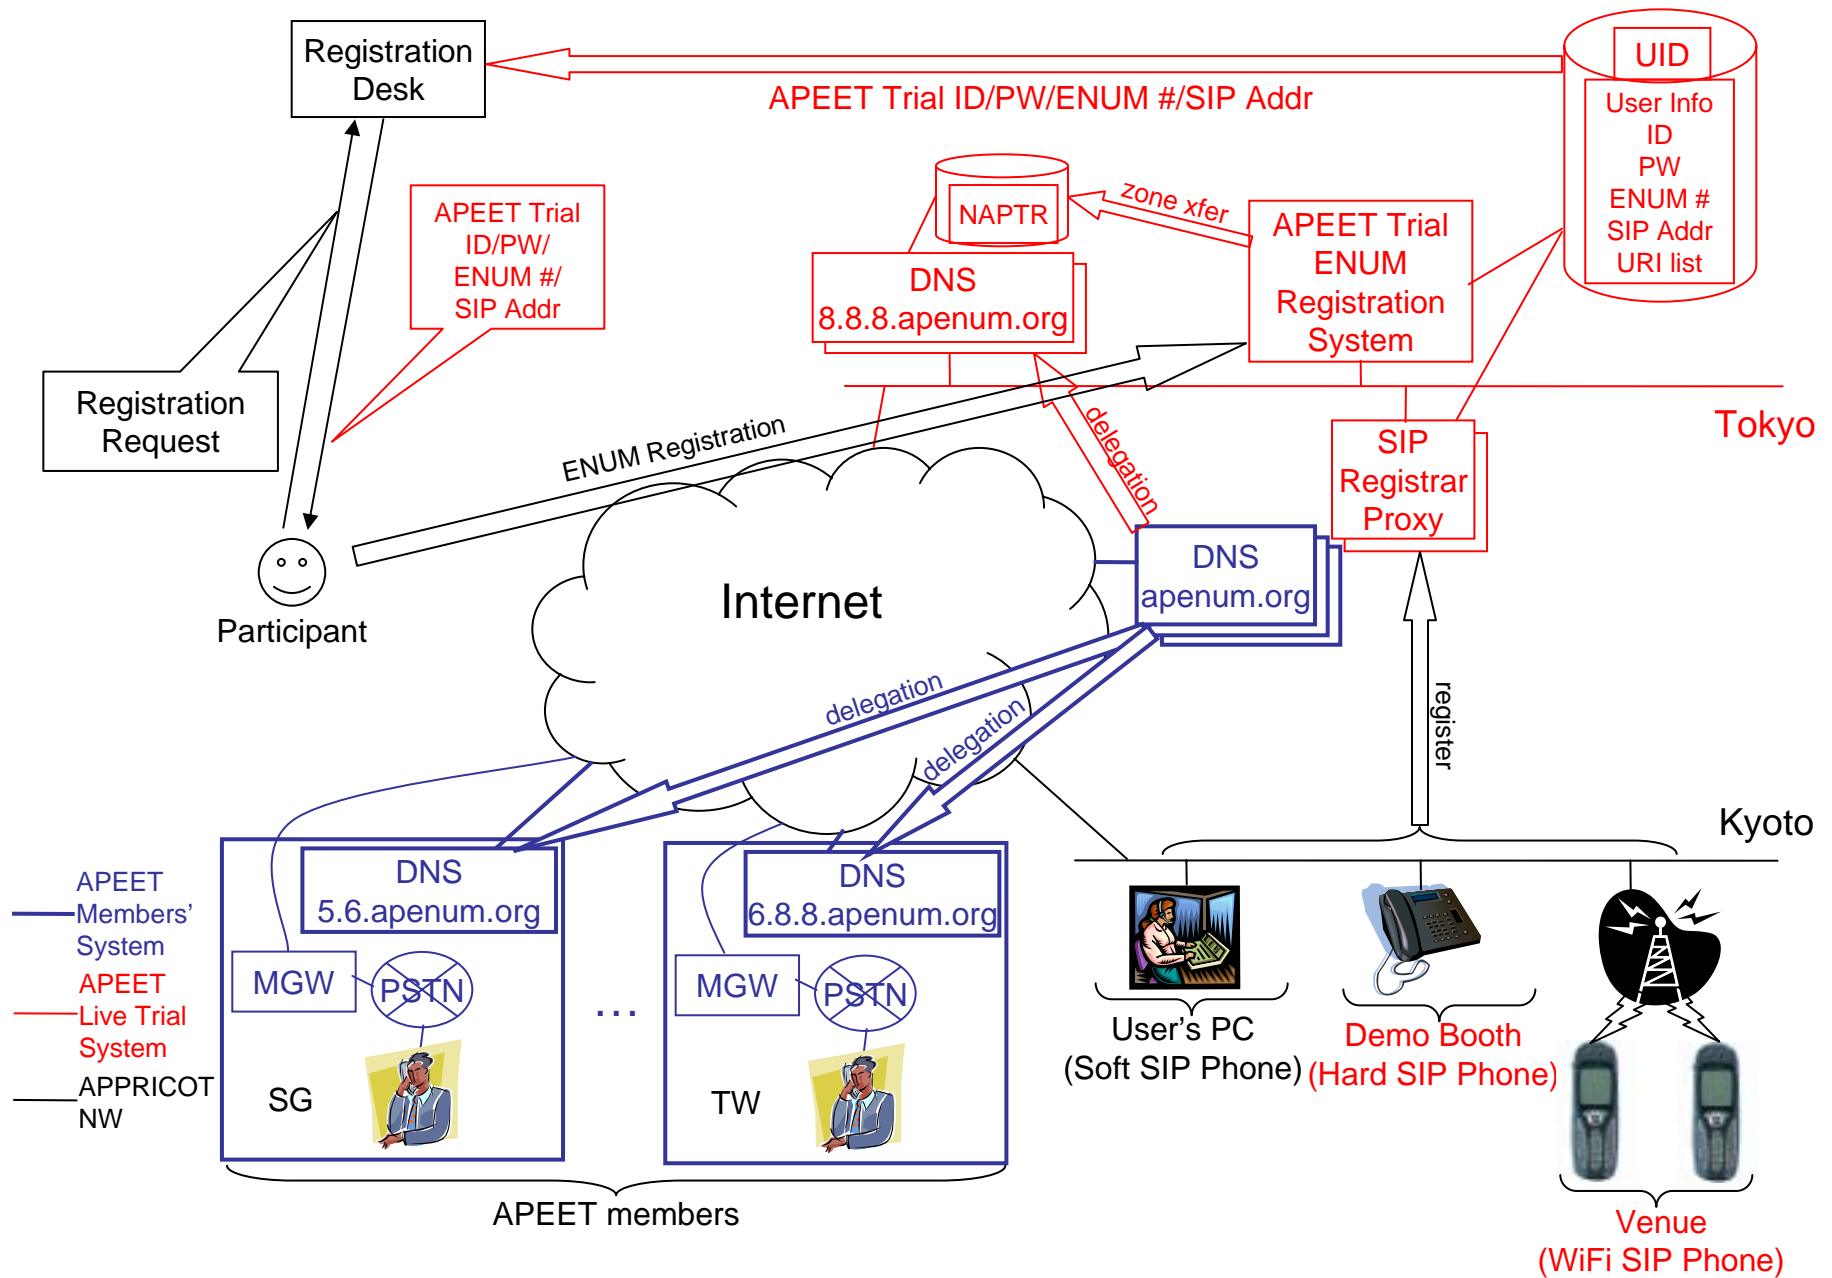 Registration
Desk
UID
User Info
ID
PW
ENUM #
SIP Addr
URI list
APEET Trial ID/PW/ENUM #/SIP Addr
APEET Trial
ID/PW/
ENUM #/
SIP Addr
NAPTR
zone xfer
APEET Trial
ENUM
Registration
System
DNS
8.8.8.apenum.org
Registration
Request
ENUM Registration
delegation
Tokyo
SIP
Registrar
Proxy
DNS
apenum.org
Internet
Participant
delegation
delegation
register
Kyoto
DNS
5.6.apenum.org
DNS
6.8.8.apenum.org
APEET
Members’
System
APEET
Live Trial
System
APPRICOT
NW
MGW
PSTN
SG
...
MGW
PSTN
TW
APEET members
User’s PC
(Soft SIP Phone)
Demo Booth
(Hard SIP Phone)
Venue
(WiFi SIP Phone)